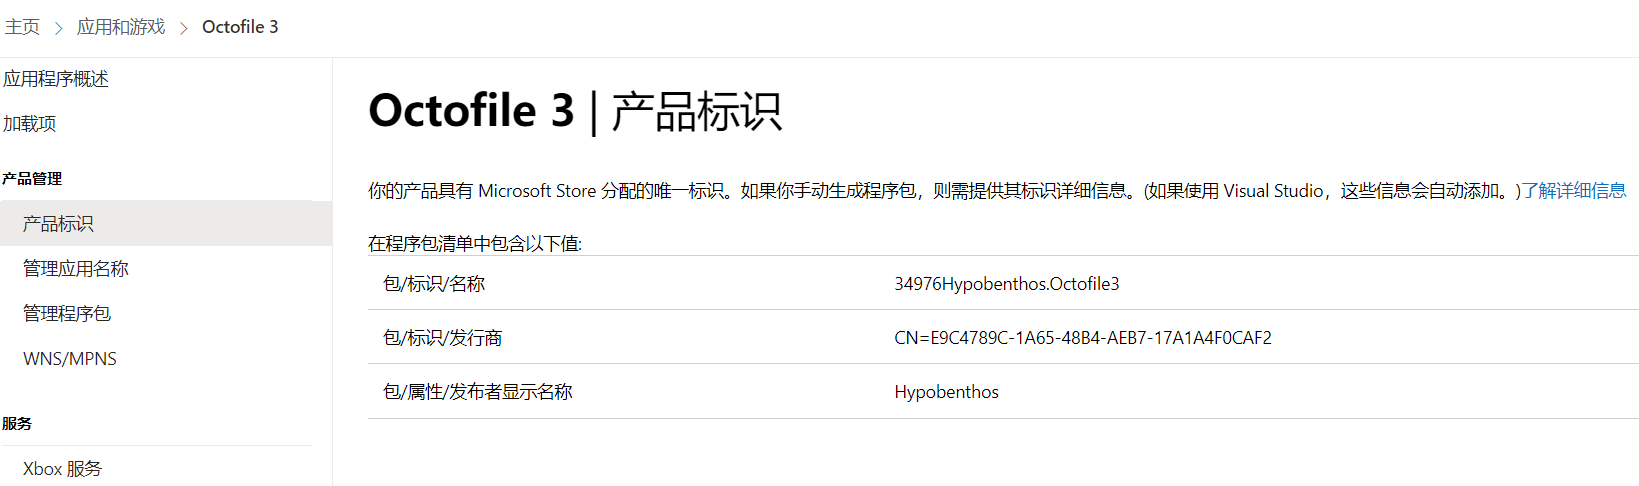 主页 > 应用和游戏 > Octofile 3
应用程序概述
加载项
产品管理
产品标识
管理应用名称
管理程序包
WNS/MPNS
服务
Xbox 服务
Octofile 3 | 产品标识
你的产品具有 Microsoft Store 分配的唯一标识。如果你手动生成程序包，则需提供其标识详细信息。(如果使用 Visual Studio，这些信息会自动添加。)了解详细信息
在程序包清单中包含以下值:
包/标识/名称 34976Hypobenthos.Octofile3
包/标识/发行商 CN=E9C4789C-1A65-48B4-AEB7-17A1A4F0CAF2
包/属性/发布者显示名称 Hypobenthos